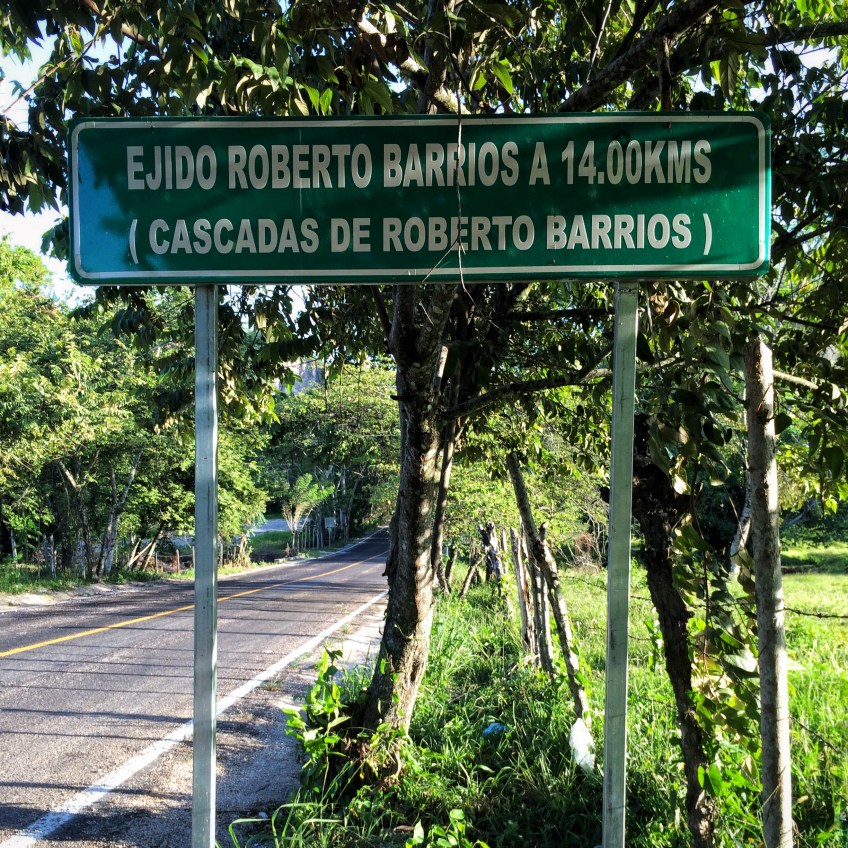 EJIDO ROBERTO BARRIOS A 14.00KMS
( CASCADAS DE ROBERTO BARRIOS )